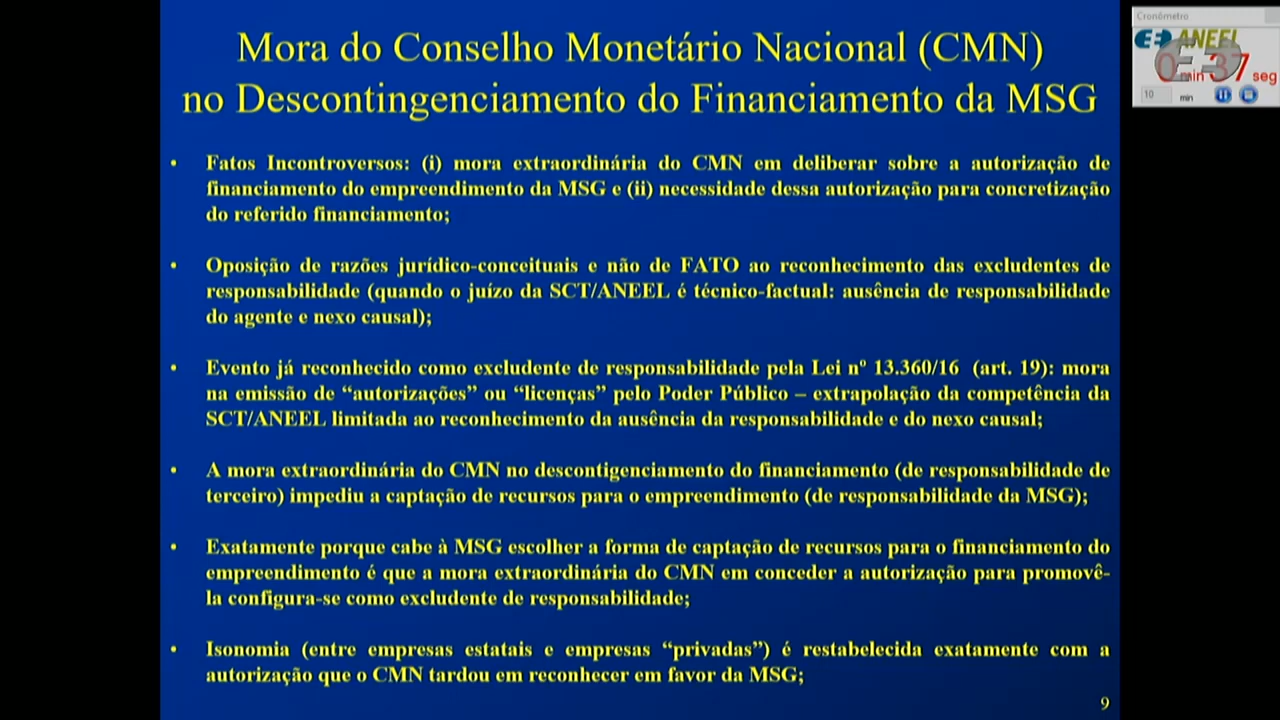 Mora do Conselho Monetário Nacional (CMN)
no Descontingenciamento do Financiamento da MSG
• Fatos Incontroversos: (i) mora extraordinária do CMN em deliberar sobre a autorização de
financiamento do empreendimento da MSG e (ii) necessidade dessa autorização para concretização
do referido financiamento;
• Oposição de razões jurídico-conceituais e não de FATO ao reconhecimento das excludentes de
responsabilidade (quando o juízo da SCT/ANEEL é técnico-factual: ausência de responsabilidade
do agente e nexo causal);
• Evento já reconhecido como excludente de responsabilidade pela Lei nº 13.360/16 (art. 19): mora
na emissão de “autorizações” ou “licenças” pelo Poder Público – extrapolação da competência da
SCT/ANEEL limitada ao reconhecimento da ausência da responsabilidade e do nexo causal;
• A mora extraordinária do CMN no descontigenciamento do financiamento (de responsabilidade de
terceiro) impediu a captação de recursos para o empreendimento (de responsabilidade da MSG);
• Exatamente porque cabe à MSG escolher a forma de captação de recursos para o financiamento do
empreendimento é que a mora extraordinária do CMN em conceder a autorização para promovê-
la configura-se como excludente de responsabilidade;
• Isonomia (entre empresas estatais e empresas “privadas”) é restabelecida exatamente com a
autorização que o CMN tardou em reconhecer em favor da MSG;
9
Cronômetro
ANEEL
0 min 37 seg
10 min